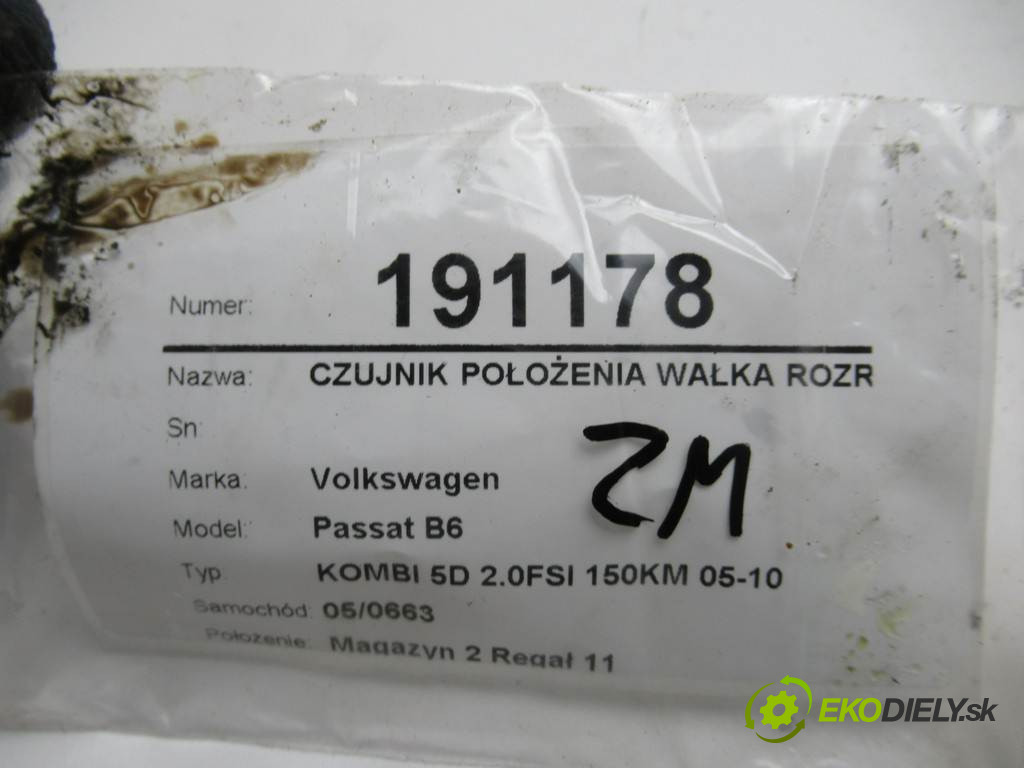 Numer: 191178
Nazwa: CZUJNIK POŁOŻENIA WAŁKA ROZR
Sn:
Marka: Volkswagen
Model: Passat B6
Typ: KOMBI 5D 2.0FSI 150KM 05-10
Samochód: 05/0663
Położenie: Magazyn 2 Regał 11
ZM
EKODIELY.sk